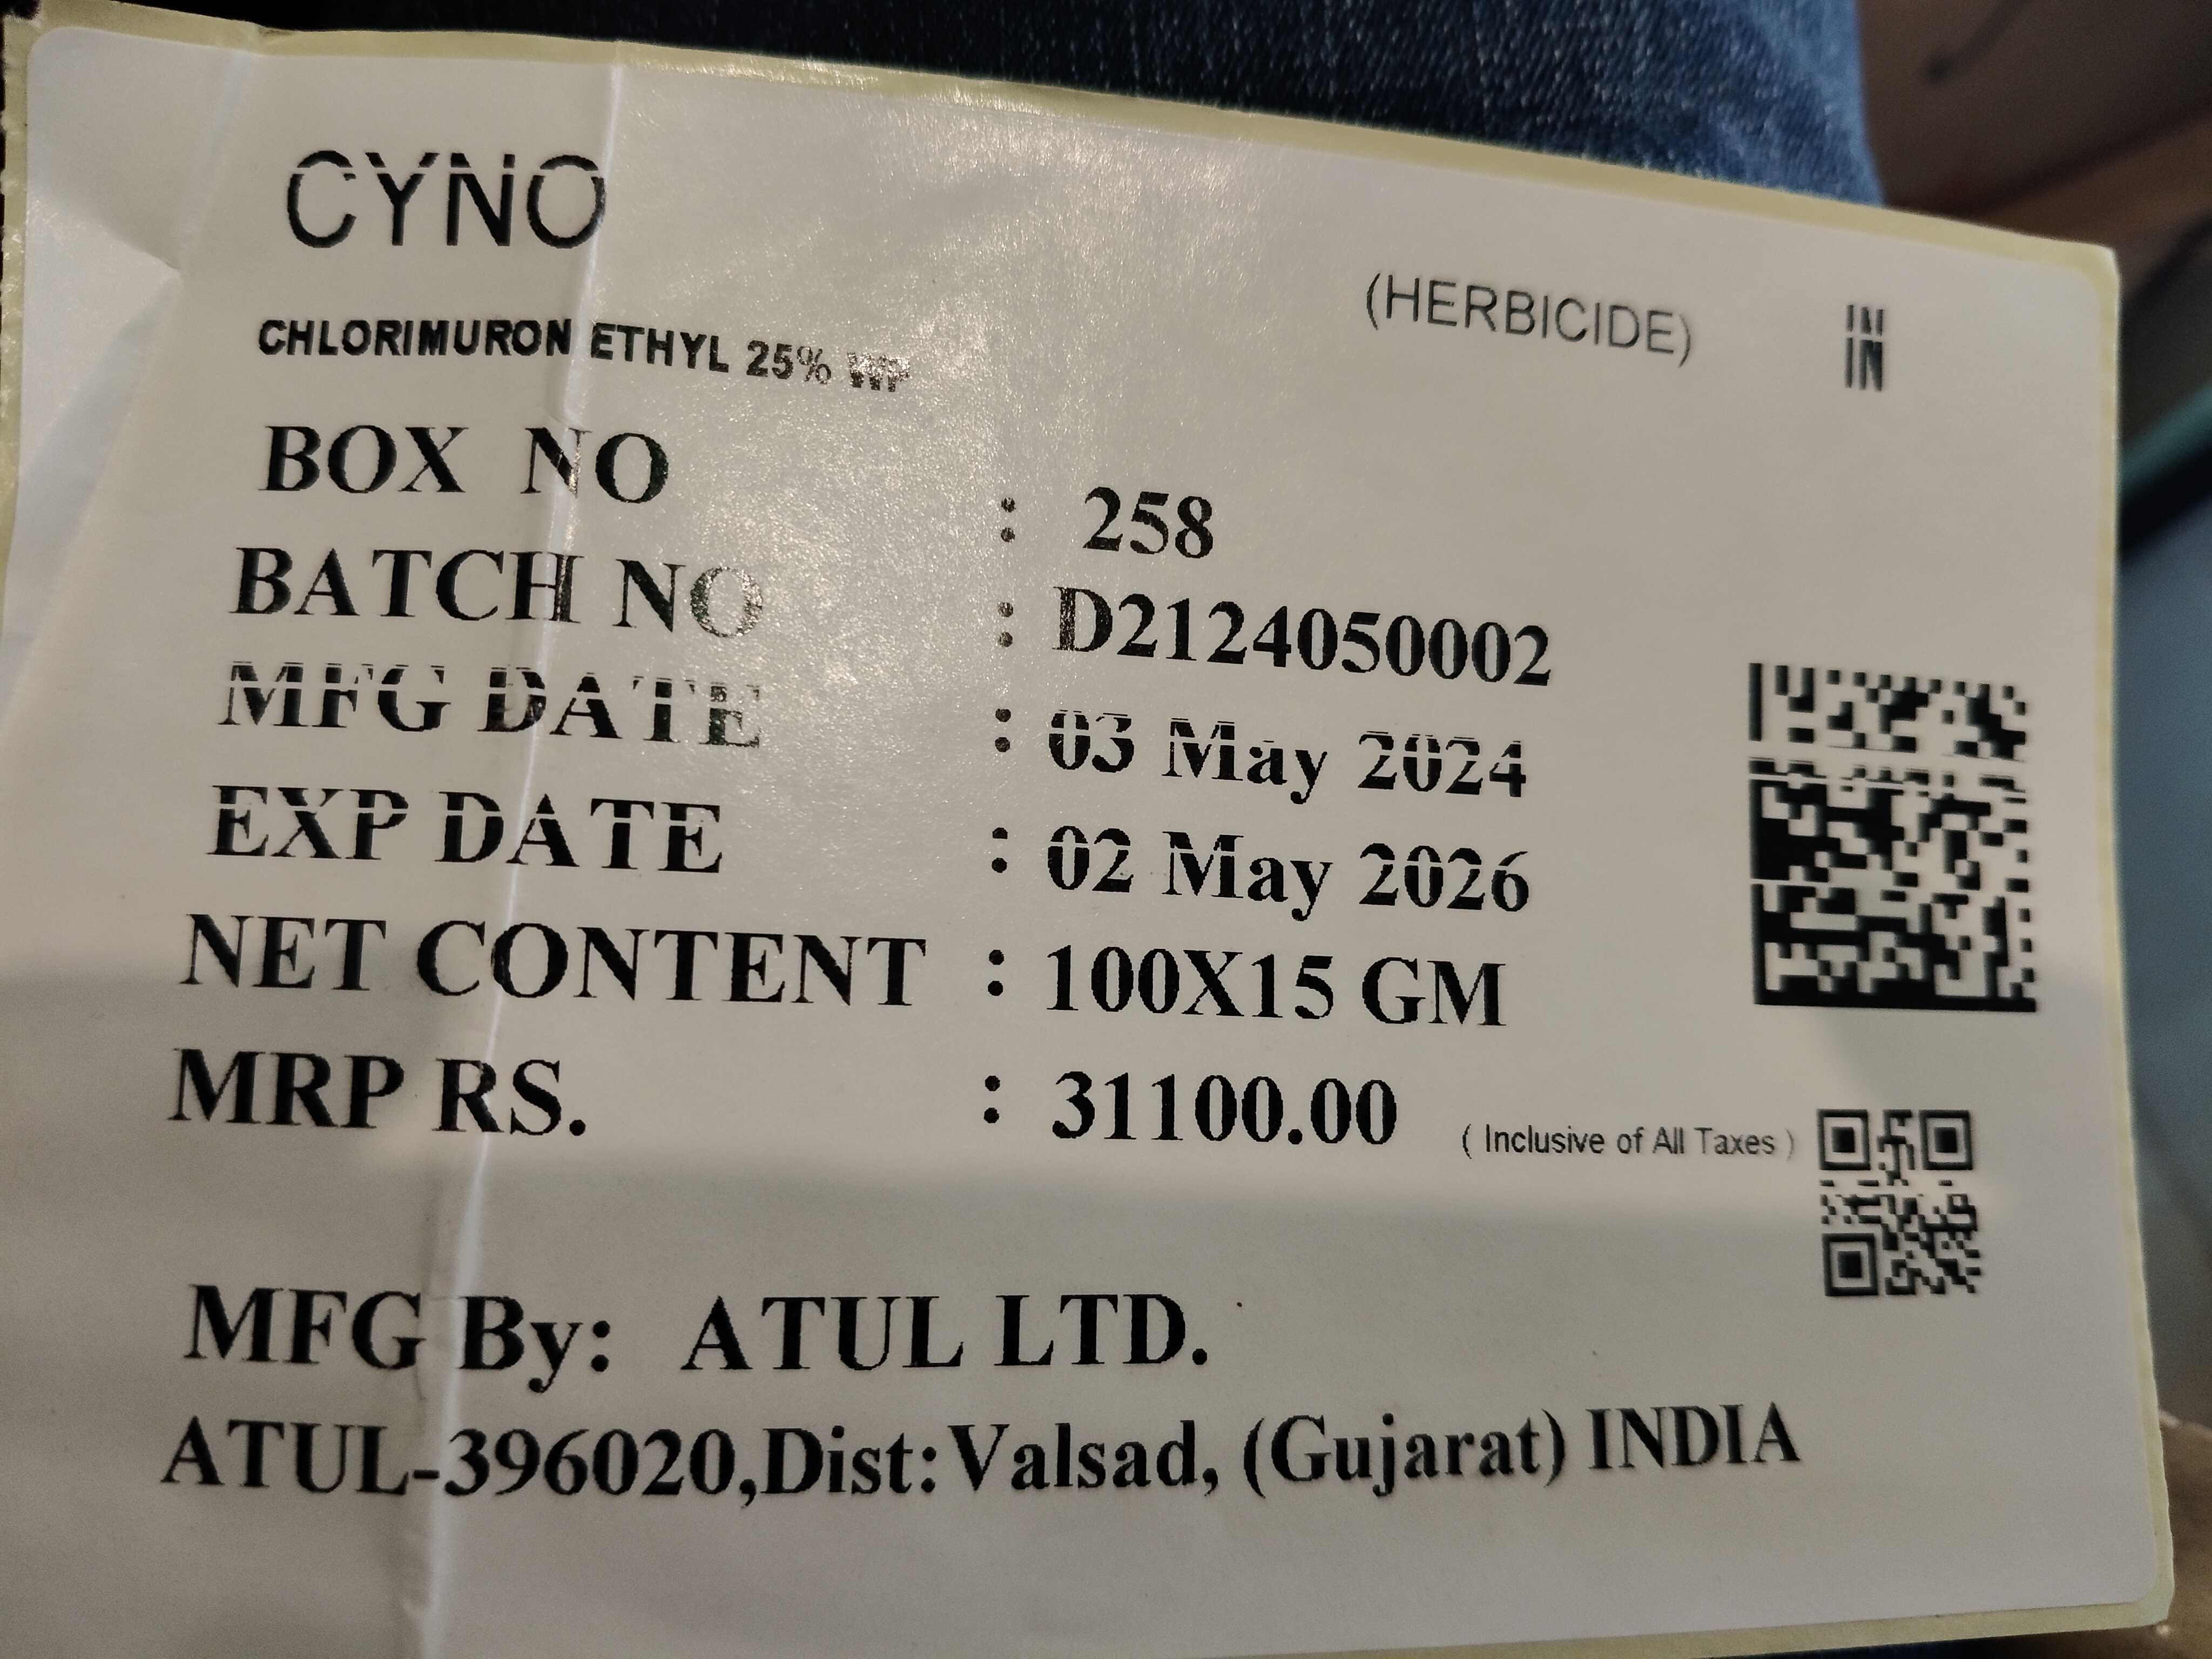 CYNO
(HERBICIDE) IN
IN
CHLORIMURON ETHYL 25% WP
BOX NO : 258
BATCH NO : D2124050002
MFG DATE : 03 May 2024
EXP DATE : 02 May 2026
NET CONTENT : 100X15 GM
MRP RS. : 31100.00 ( Inclusive of All Taxes )
MFG By: ATUL LTD.
ATUL-396020,Dist:Valsad, (Gujarat) INDIA